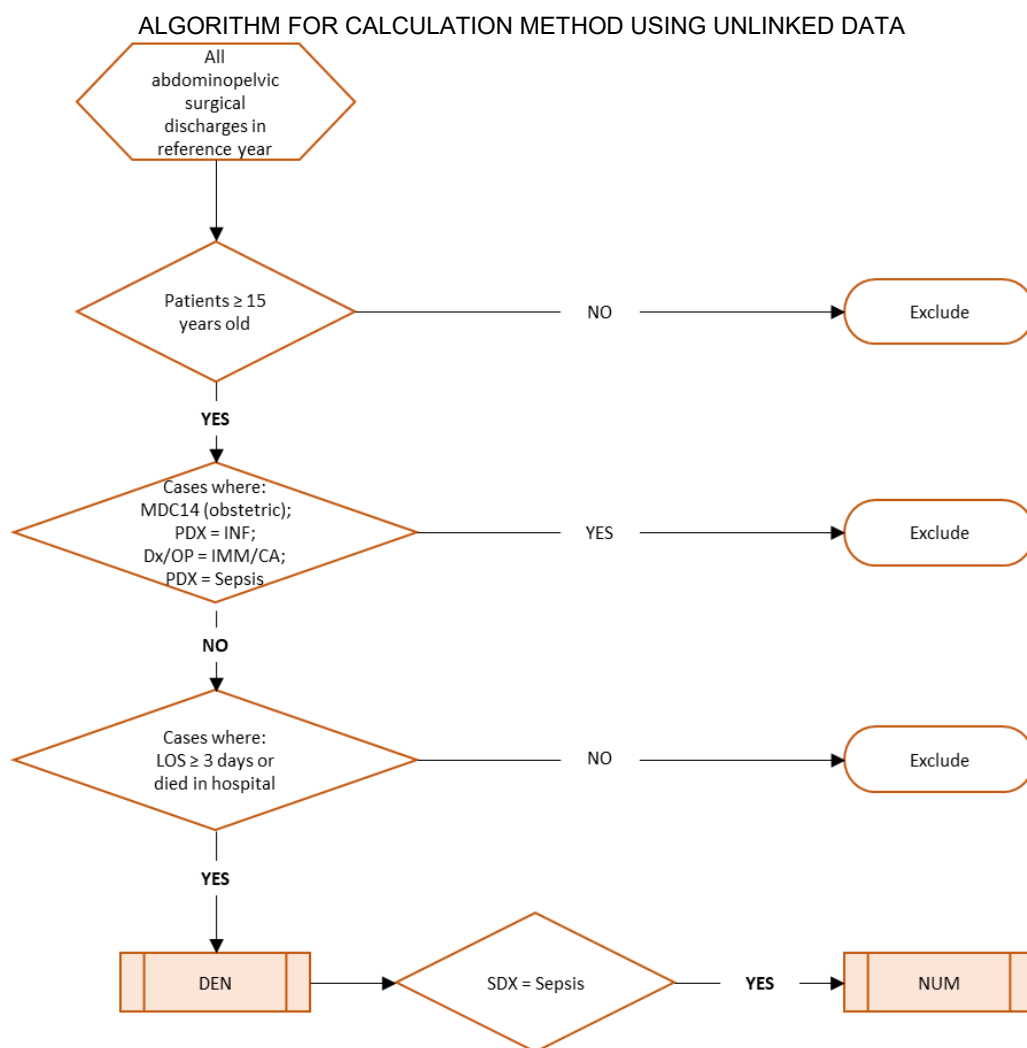 ALGORITHM FOR CALCULATION METHOD USING UNLINKED DATA
All
abdominopelvic
surgical
discharges in
reference year
Patients ≥ 15
years old
NO
Exclude
YES
Cases where:
MDC14 (obstetric);
PDX = INF;
Dx/OP = IMM/CA;
PDX = Sepsis
YES
Exclude
NO
Cases where:
LOS ≥ 3 days or
died in hospital
NO
Exclude
YES
DEN
SDX = Sepsis
YES
NUM